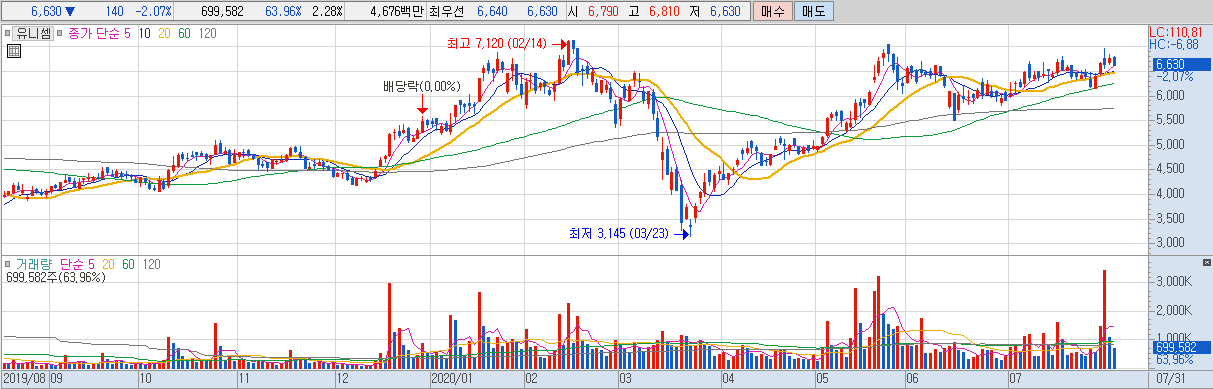 6,630 ▼ 140 -2.07% 699,582 63.96% 2.28% 4,676백만 최우선 6,640 6,630 시 6,790 고 6,810 저 6,630 매수 매도
유니셈 종가 단순 5 10 20 60 120
LC:110.81
HC:-6.88
최고 7,120 (02/14)
6,630
-2.07%
배당락(0.00%)
6,000
5,500
5,000
4,500
4,000
3,500
최저 3,145 (03/23)
3,000
거래량 단순 5 20 60 120
699,582주(63.96%)
3,000K
2,000K
1,000K
699,582
63.96%
2019/08 09 10 11 12 2020/01 02 03 04 05 06 07 07/31